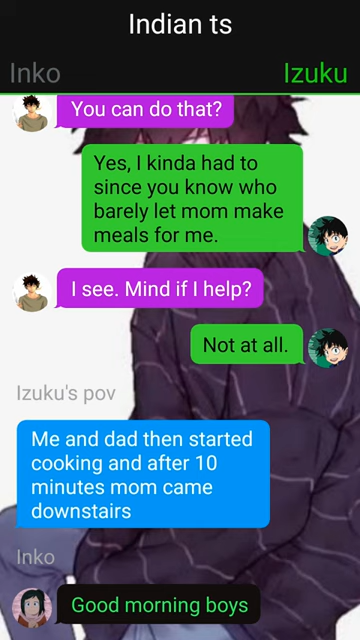 Indian ts
Inko
Izuku
You can do that?
Yes, I kinda had to
since you know who
barely let mom make
meals for me.
I see. Mind if I help?
Not at all.
Izuku's pov
Me and dad then started
cooking and after 10
minutes mom came
downstairs
Inko
Good morning boys